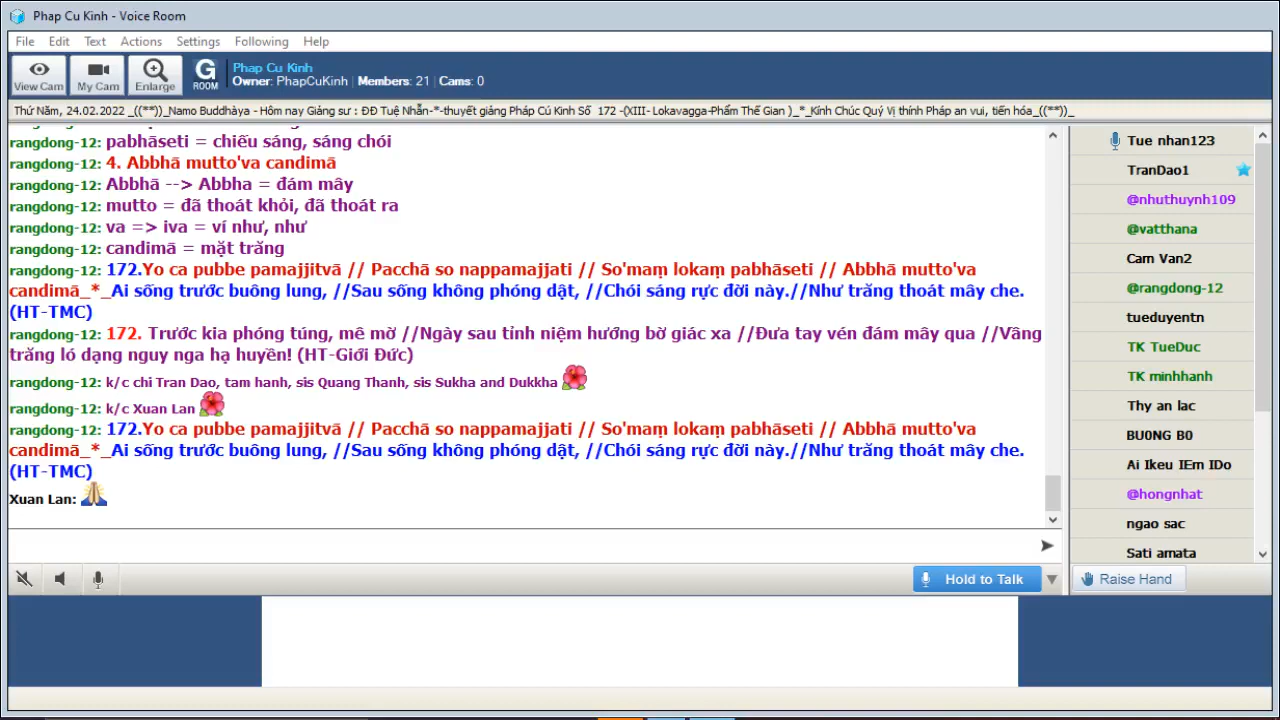 Phap Cu Kinh - Voice Room
File Edit Text Actions Settings Following Help
View Cam My Cam Enlarge G ROOM
Phap Cu Kinh
Owner: PhapCuKinh | Members: 21 | Cams: 0
Thứ Năm, 24.02.2022 _((**))_Namo Buddhàya - Hôm nay Giảng sư : ĐĐ Tuệ Nhẫn-*-thuyết giảng Pháp Cú Kinh Số 172 -(XIII- Lokavagga-Phẩm Thế Gian )_*_Kính Chúc Quý Vị thính Pháp an vui, tiến hóa_((**))_
rangdong-12: pabhāseti = chiếu sáng, sáng chói
rangdong-12: 4. Abbhā mutto'va candimā
rangdong-12: Abbhā --> Abbha = đám mây
rangdong-12: mutto = đã thoát khỏi, đã thoát ra
rangdong-12: va => iva = ví như, như
rangdong-12: candimā = mặt trăng
rangdong-12: 172.Yo ca pubbe pamajjitvā // Pacchā so nappamajjati // So'maṃ lokaṃ pabhāseti // Abbhā mutto'va
candimā_*_Ai sống trước buông lung, //Sau sống không phóng dật, //Chói sáng rực đời này.//Như trăng thoát mây che.
(HT-TMC)
rangdong-12: 172. Trước kia phóng túng, mê mờ //Ngày sau tỉnh niệm hướng bờ giác xa //Đưa tay vén đám mây qua //Vầng
trăng ló dạng nguy nga hạ huyền! (HT-Giới Đức)
rangdong-12: k/c chi Tran Dao, tam hanh, sis Quang Thanh, sis Sukha and Dukkha
rangdong-12: k/c Xuan Lan
rangdong-12: 172.Yo ca pubbe pamajjitvā // Pacchā so nappamajjati // So'maṃ lokaṃ pabhāseti // Abbhā mutto'va
candimā_*_Ai sống trước buông lung, //Sau sống không phóng dật, //Chói sáng rực đời này.//Như trăng thoát mây che.
(HT-TMC)
Xuan Lan:
Hold to Talk
Tue nhan123
TranDao1
@nhuthuynh109
@vatthana
Cam Van2
@rangdong-12
tueduyentn
TK TueDuc
TK minhhanh
Thy an lac
BU0NG B0
Ai Ikeu IEm IDo
@hongnhat
ngao sac
Sati amata
Raise Hand